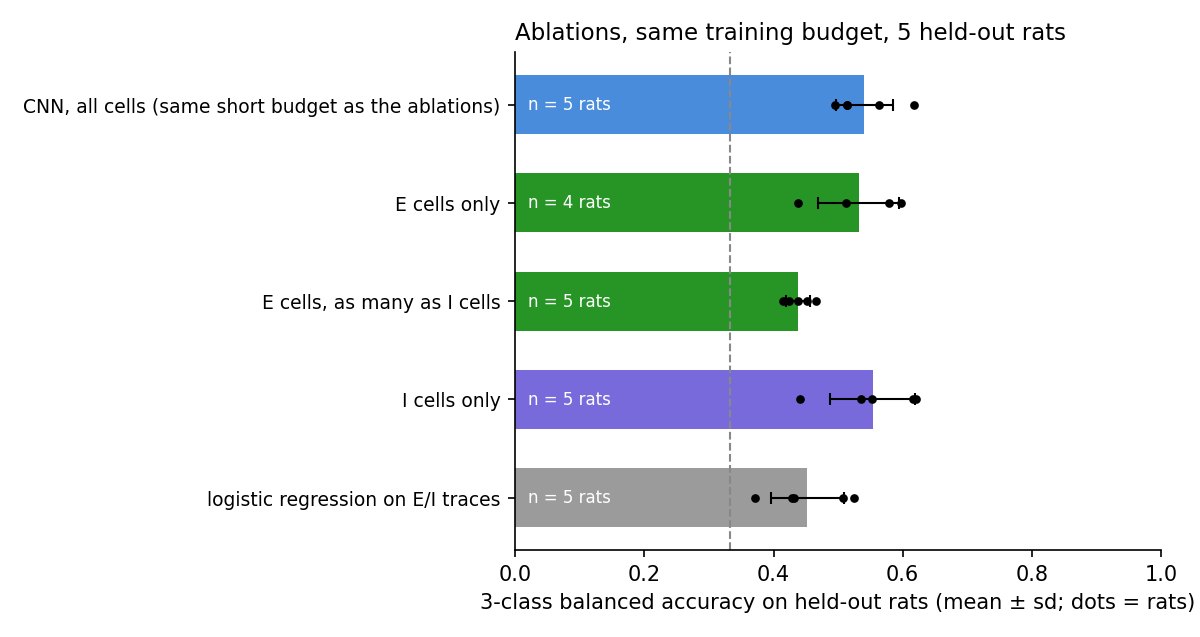 Ablations, same training budget, 5 held-out rats
CNN, all cells (same short budget as the ablations)
n = 5 rats
E cells only
n = 4 rats
E cells, as many as I cells
n = 5 rats
I cells only
n = 5 rats
logistic regression on E/I traces
n = 5 rats
0.0 0.2 0.4 0.6 0.8 1.0
3-class balanced accuracy on held-out rats (mean ± sd; dots = rats)